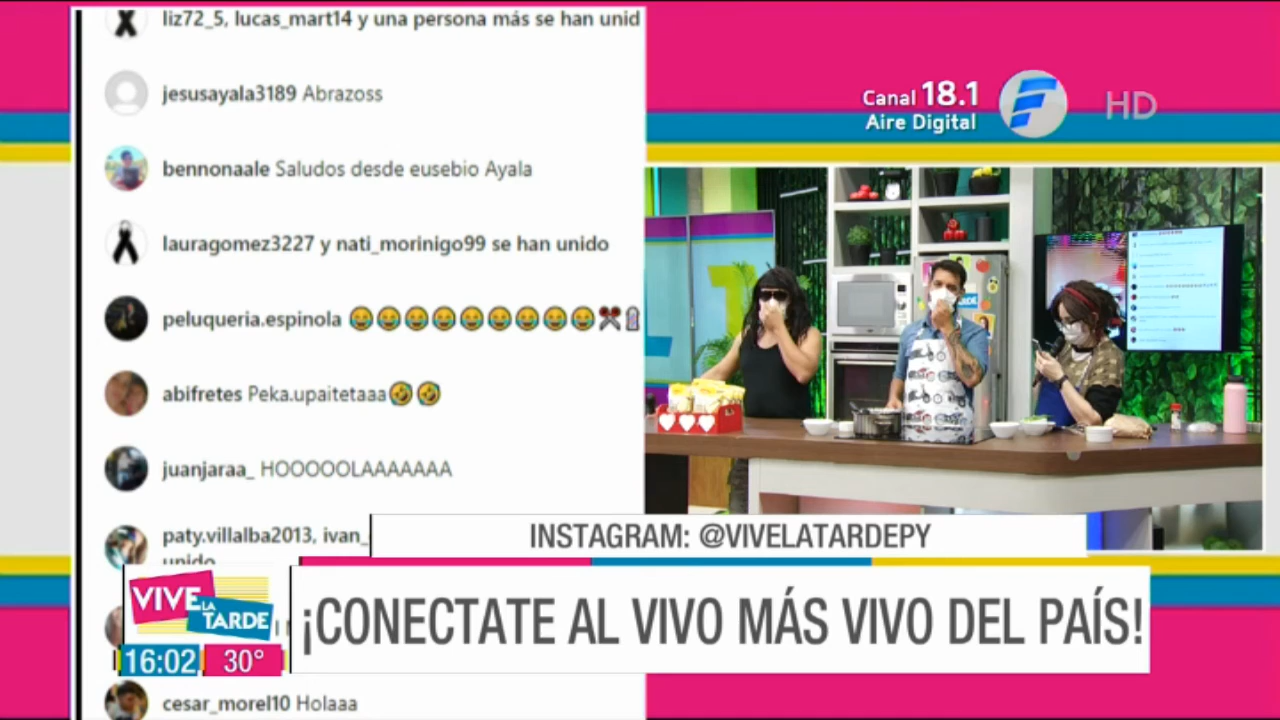 liz72_5, lucas_mart14 y una persona más se han unid
jesusayala3189 Abrazoss
bennonaale Saludos desde eusebio Ayala
lauragomez3227 y nati_morinigo99 se han unido
peluqueria.espinola 😂😂😂😂😂😂😂😂😂✂💈
abifretes Peka.upaitetaaa🤣🤣
juanjaraa_ HOOOOOLAAAAAAA
paty.villalba2013, ivan_
unido
cesar_morel10 Holaaa
Canal 18.1
Aire Digital
HD
INSTAGRAM: @VIVELATARDEPY
¡CONECTATE AL VIVO MÁS VIVO DEL PAÍS!
VIVE
LA
TARDE
16:02 30°